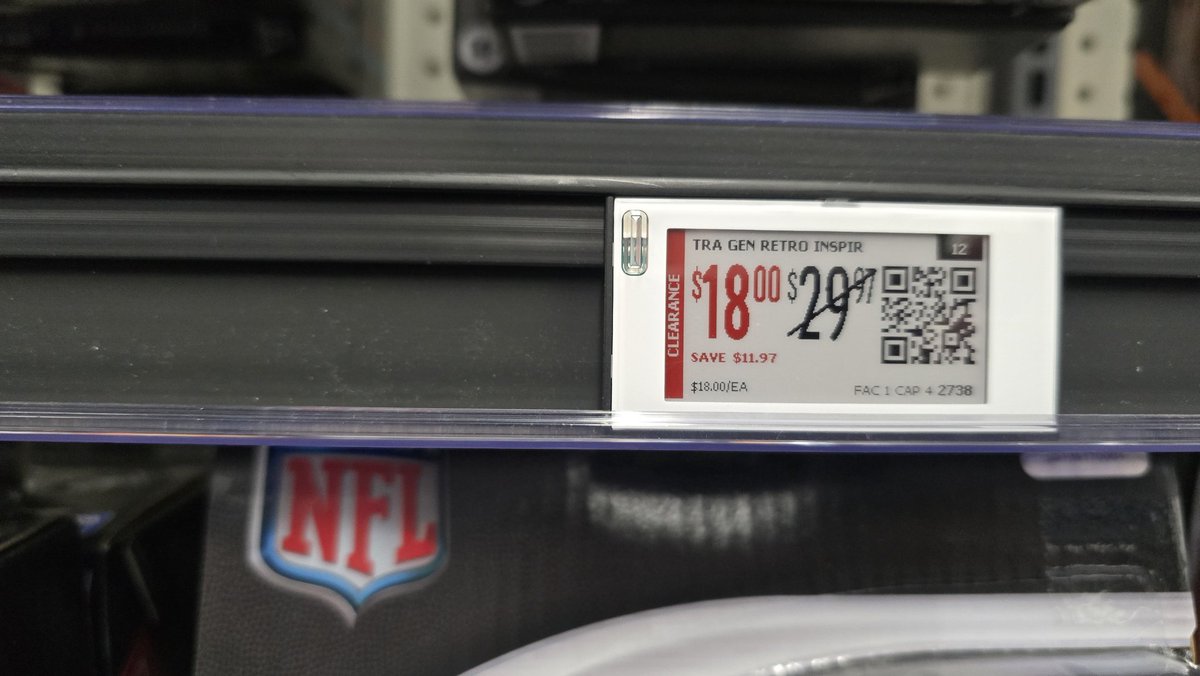 TRA GEN RETRO INSPIR
12
CLEARANCE
$18.00 $29.97
SAVE $11.97
$18.00/EA
FAC 1 CAP 4 2738
NFL